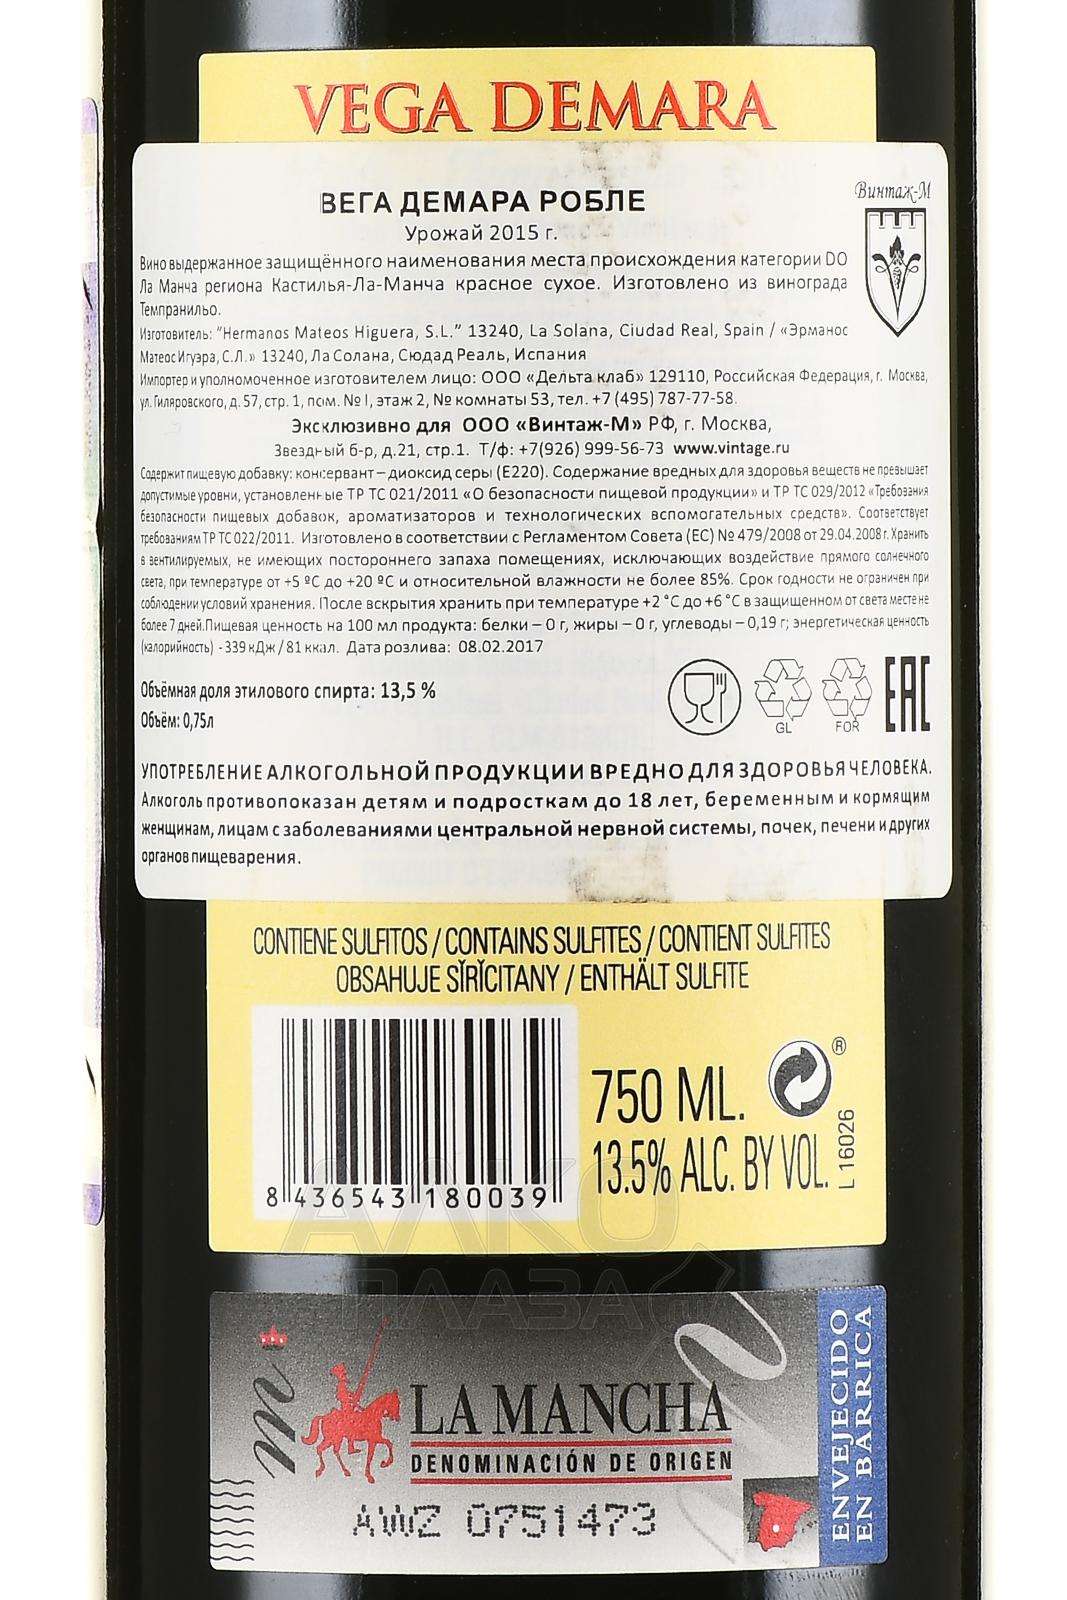 VEGA DEMARA
ВЕГА ДЕМАРА РОБЛЕ
Винтаж-М
Урожай 2015 г.
Вино выдержанное защищённого наименования места происхождения категории DO
Ла Манча региона Кастилья-Ла-Манча красное сухое. Изготовлено из винограда
Темпранильо.
Изготовитель: "Hermanos Mateos Higuera, S.L." 13240, La Solana, Ciudad Real, Spain / «Эрманос
Матеос Игуэра, С.Л.» 13240, Ла Солана, Сюдад Реаль, Испания
Импортер и уполномоченное изготовителем лицо: ООО «Дельта клаб» 129110, Российская Федерация, г. Москва,
ул. Гиляровского, д. 57, стр. 1, пом. № I, этаж 2, № комнаты 53, тел. +7 (495) 787-77-58.
Эксклюзивно для ООО «Винтаж-М» РФ, г. Москва,
Звездный б-р, д.21, стр.1. Т/ф: +7(926) 999-56-73 www.vintage.ru
Содержит пищевую добавку: консервант – диоксид серы (Е220). Содержание вредных для здоровья веществ не превышает
допустимые уровни, установленные ТР ТС 021/2011 «О безопасности пищевой продукции» и ТР ТС 029/2012 «Требования
безопасности пищевых добавок, ароматизаторов и технологических вспомогательных средств». Соответствует
требованиям ТР ТС 022/2011. Изготовлено в соответствии с Регламентом Совета (ЕС) № 479/2008 от 29.04.2008 г. Хранить
в вентилируемых, не имеющих постороннего запаха помещениях, исключающих воздействие прямого солнечного
света, при температуре от +5 ºС до +20 ºС и относительной влажности не более 85%. Срок годности не ограничен при
соблюдении условий хранения. После вскрытия хранить при температуре +2 ˚С до +6 ˚С в защищенном от света месте не
более 7 дней.Пищевая ценность на 100 мл продукта: белки – 0 г, жиры – 0 г, углеводы – 0,19 г; энергетическая ценность
(калорийность) - 339 кДж / 81 ккал. Дата розлива: 08.02.2017
Объёмная доля этилового спирта: 13,5 %
Объём: 0,75л
GL
FOR
EAC
УПОТРЕБЛЕНИЕ АЛКОГОЛЬНОЙ ПРОДУКЦИИ ВРЕДНО ДЛЯ ЗДОРОВЬЯ ЧЕЛОВЕКА.
Алкоголь противопоказан детям и подросткам до 18 лет, беременным и кормящим
женщинам, лицам с заболеваниями центральной нервной системы, почек, печени и других
органов пищеварения.
CONTIENE SULFITOS / CONTAINS SULFITES / CONTIENT SULFITES
OBSAHUJE SǏRǏCITANY / ENTHÄLT SULFITE
8 436543 180039
750 ML.
®
13.5% ALC. BY VOL.
L 16026
АЛКО
ПЛАЗА.ru
m
LA MANCHA
DENOMINACIÓN DE ORIGEN
AWZ 0751473
ENVEJECIDO
EN BARRICA